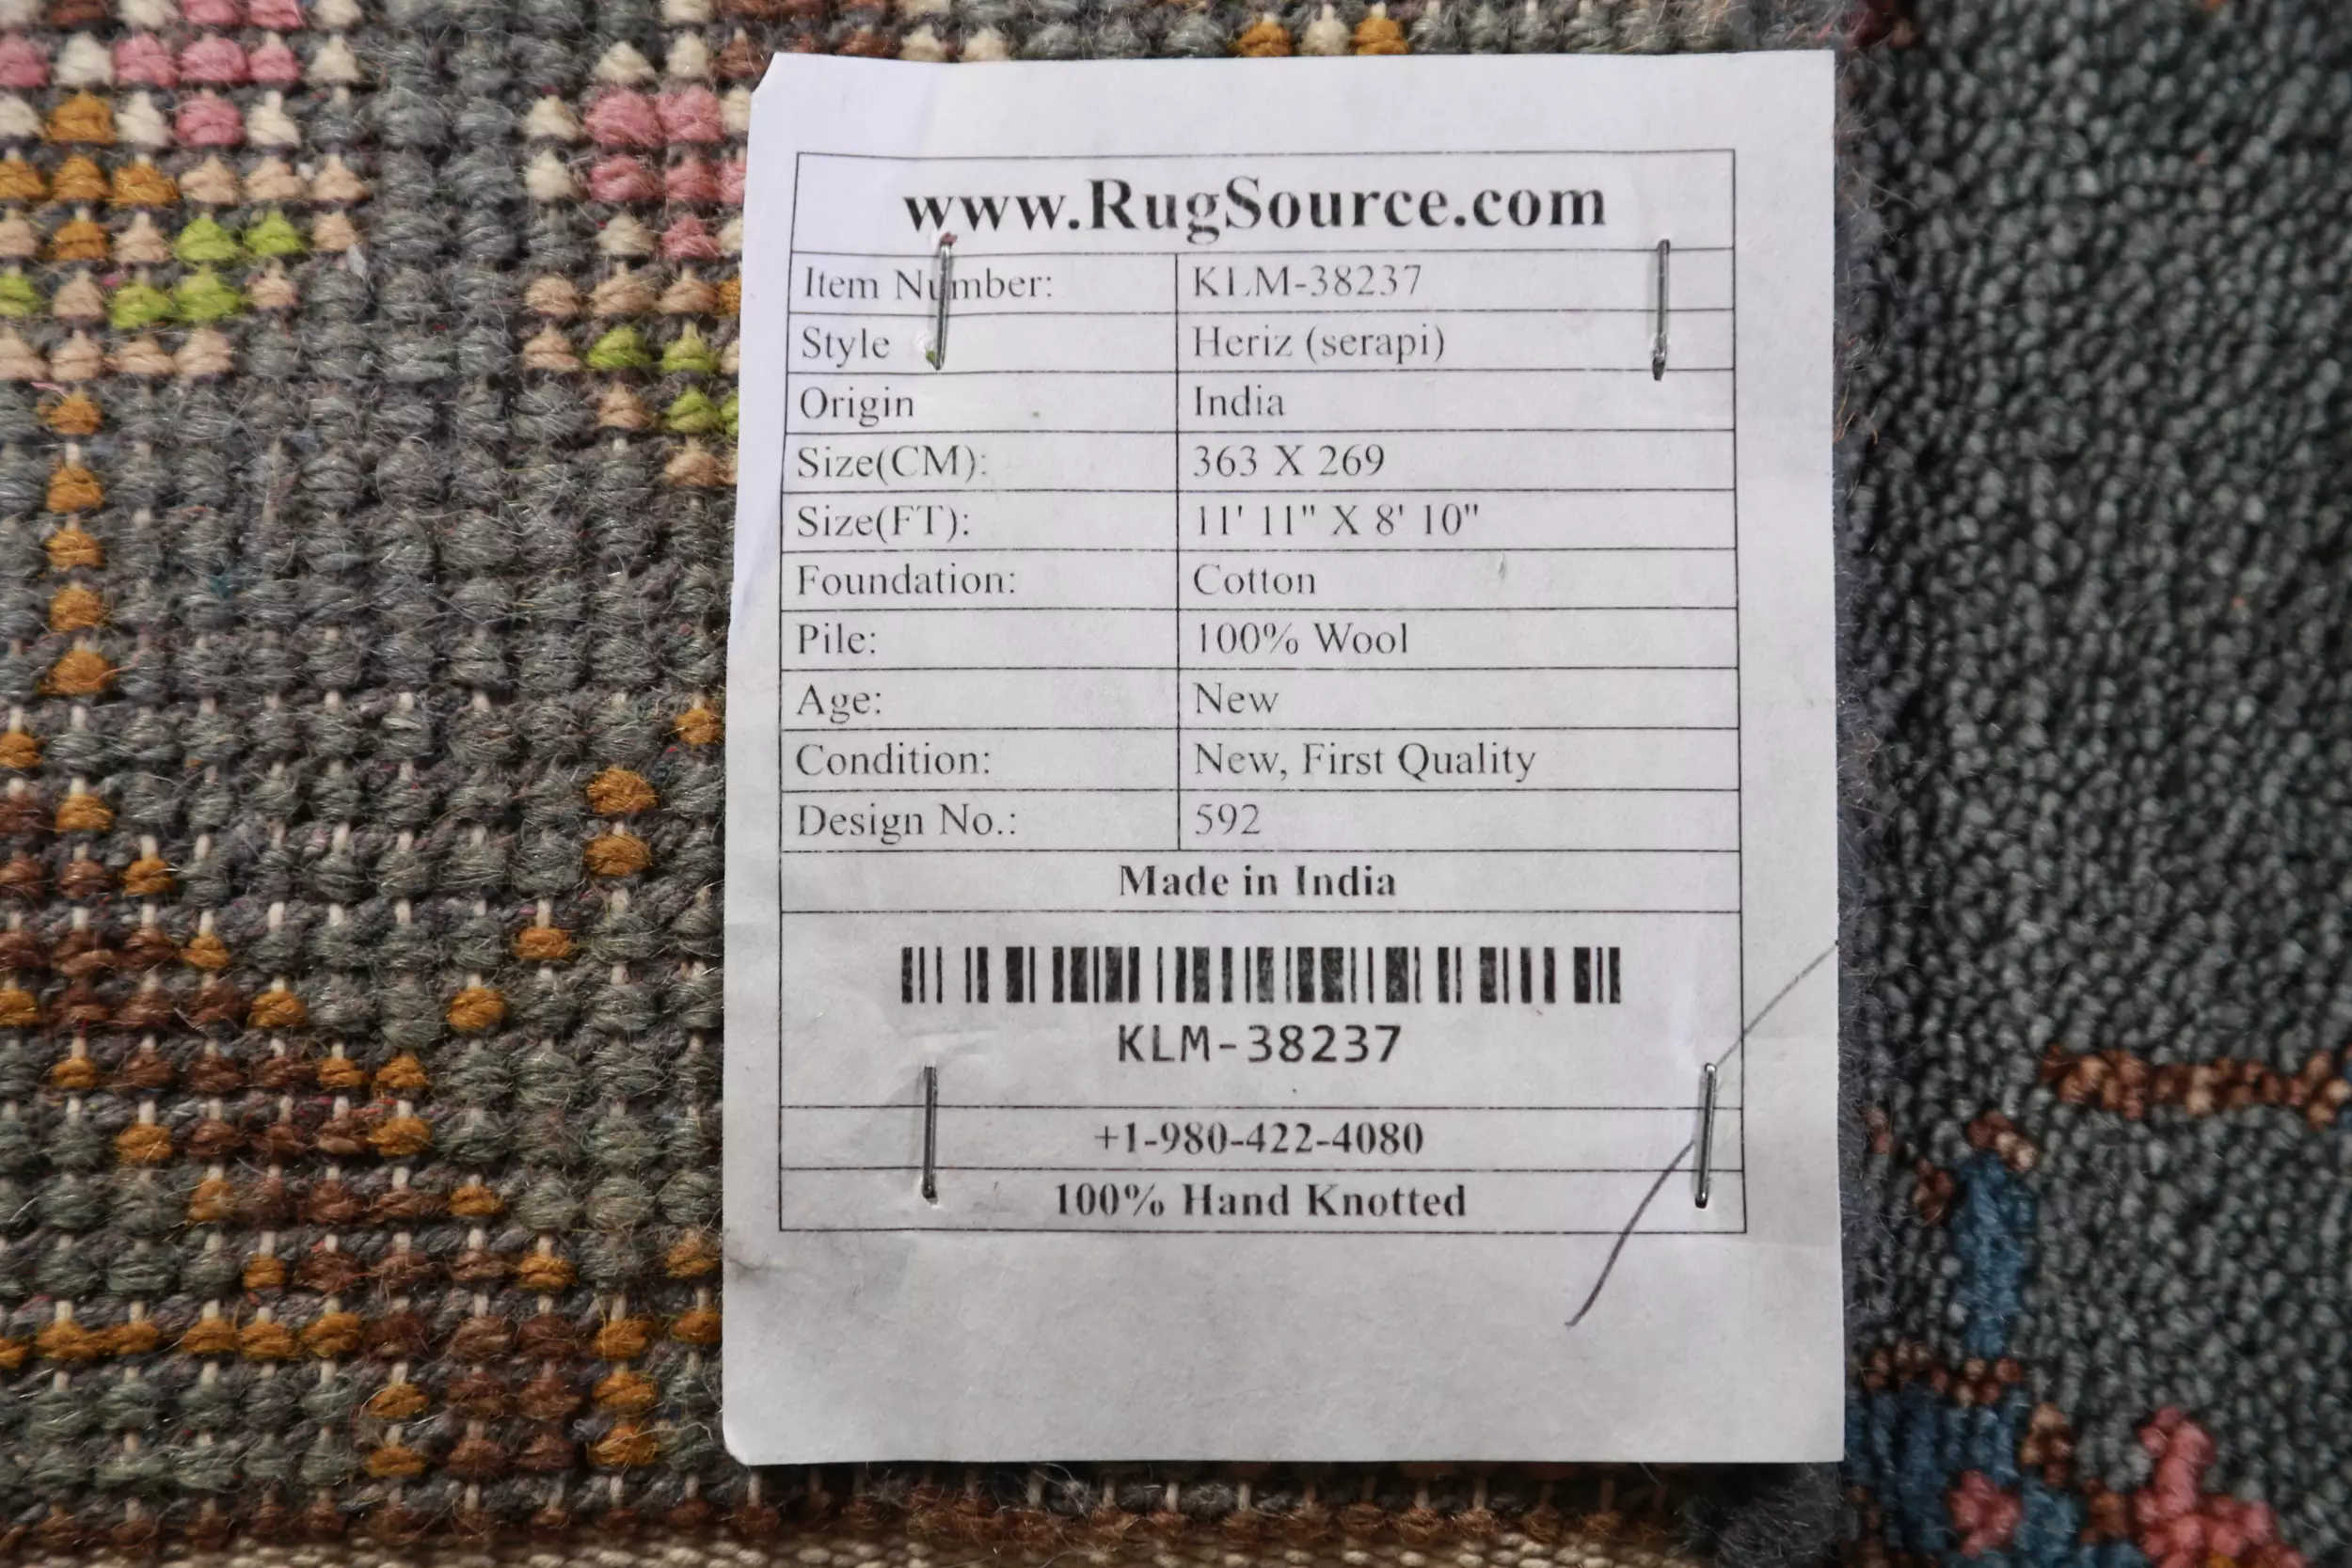 www.RugSource.com
Item Number: KLM-38237
Style Heriz (serapi)
Origin India
Size(CM): 363 X 269
Size(FT): 11' 11" X 8' 10"
Foundation: Cotton
Pile: 100% Wool
Age: New
Condition: New, First Quality
Design No.: 592
Made in India
KLM-38237
+1-980-422-4080
100% Hand Knotted